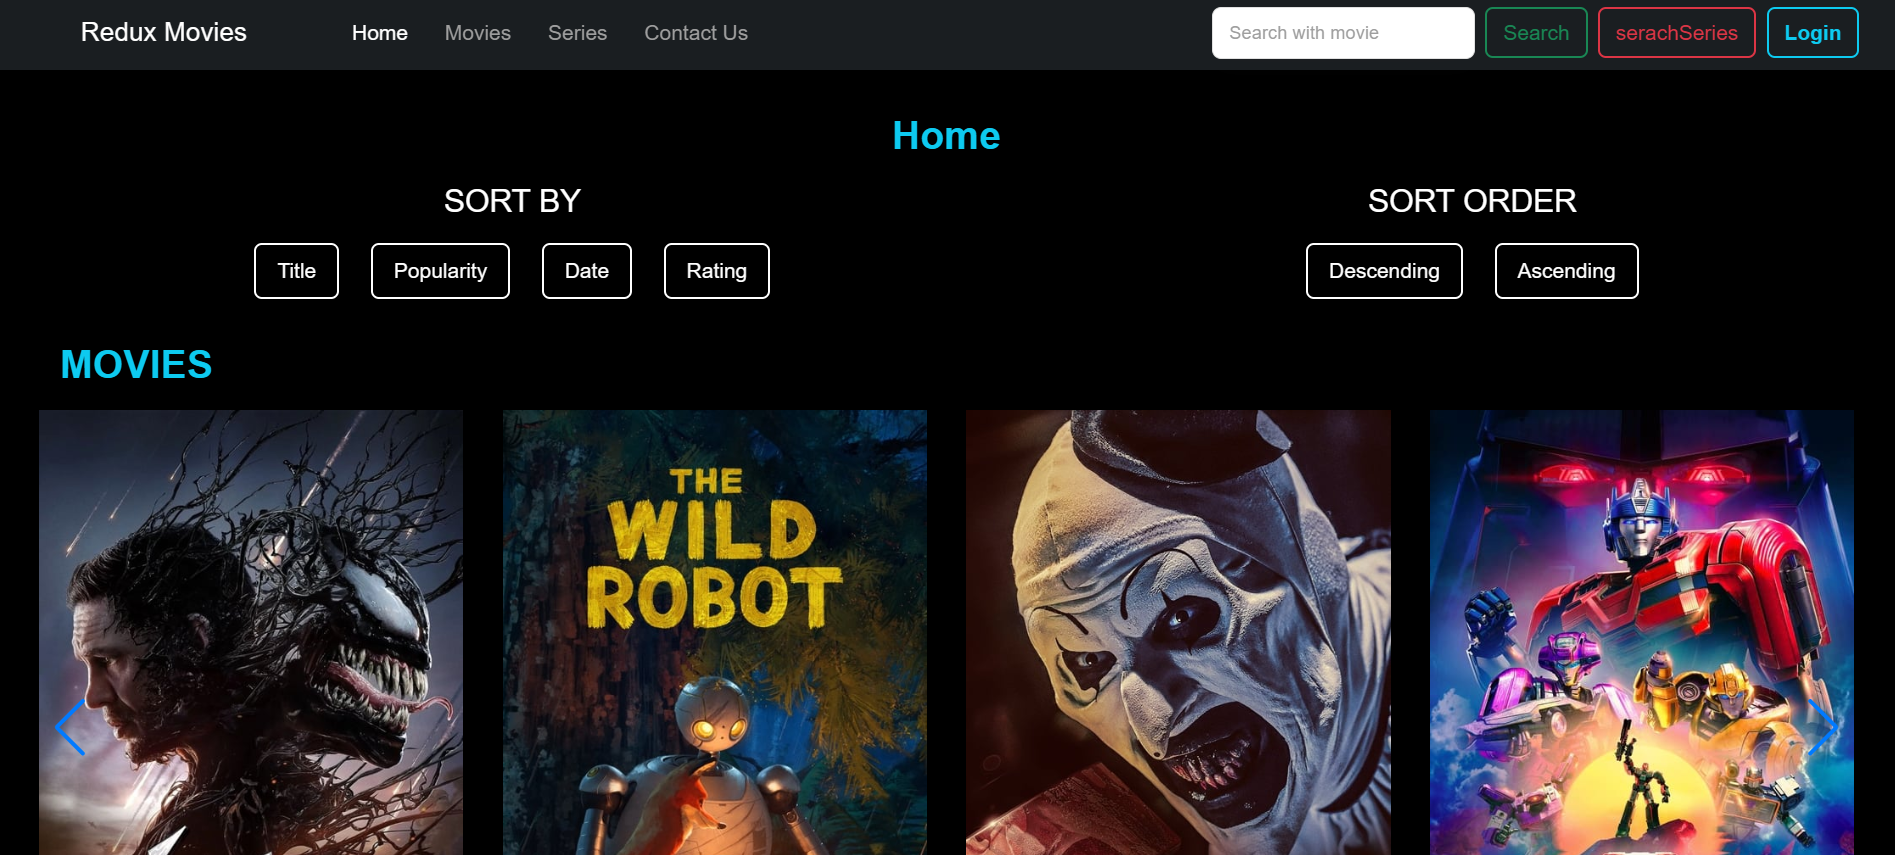 Redux Movies Home Movies Series Contact Us Search with movie Search serachSeries Login
Home
SORT BY SORT ORDER
Title Popularity Date Rating Descending Ascending
MOVIES
THE
WILD
ROBOT